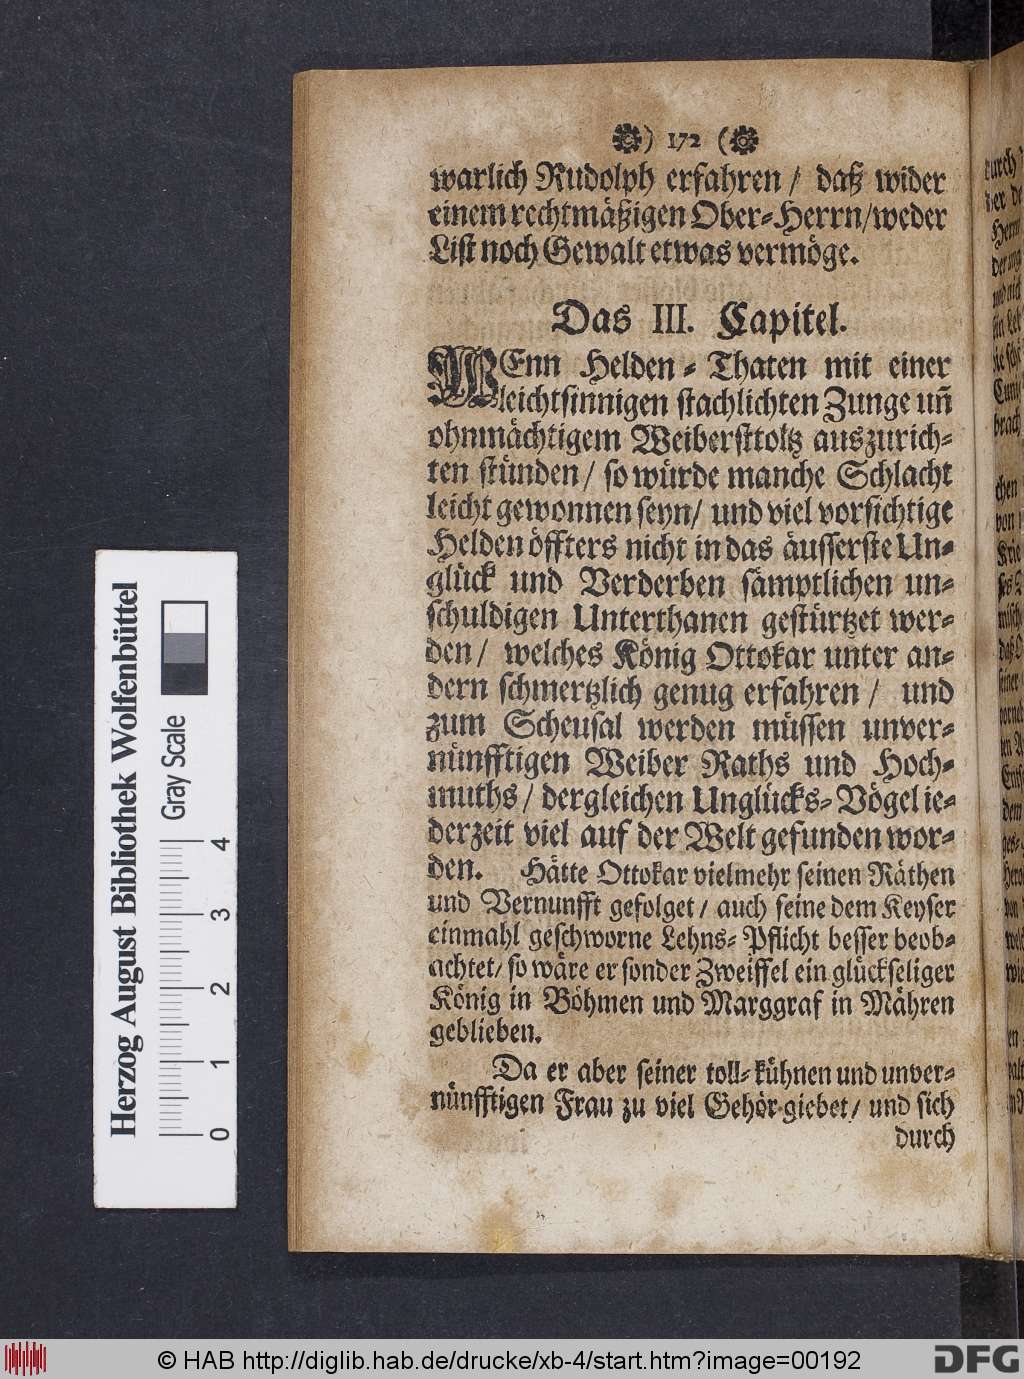 ) 172 (
warlich Rudolph erfahren / daß wider
einem rechtmäßigen Ober-Herrn/weder
List noch Gewalt etwas vermöge.
Das III. Capitel.
WEnn Helden-Thaten mit einer
leichtsinnigen stachlichten Zunge un̄
ohnmächtigem Weibersttoltz auszurich-
ten stünden / so würde manche Schlacht
leicht gewonnen seyn/ und viel vorsichtige
Helden öffters nicht in das äusserste Un-
glück und Verderben sämptlichen un-
schuldigen Unterthanen gestürtzet wer-
den / welches König Ottokar unter an-
dern schmertzlich genug erfahren / und
zum Scheusal werden müssen unver-
nünfftigen Weiber Raths und Hoch-
muths / dergleichen Unglücks-Vögel ie-
derzeit viel auf der Welt gefunden wor-
den. Hätte Ottokar vielmehr seinen Räthen
und Vernunfft gefolget / auch seine dem Keyser
einmahl geschworne Lehns-Pflicht besser beob-
achtet/ so wäre er sonder Zweiffel ein glückseliger
König in Böhmen und Marggraf in Mähren
geblieben.
Da er aber seiner toll-kühnen und unver-
nünfftigen Frau zu viel Gehör giebet/ und sich
durch
Herzog August Bibliothek Wolfenbüttel
Gray Scale
0 1 2 3 4
© HAB http://diglib.hab.de/drucke/xb-4/start.htm?image=00192
DFG